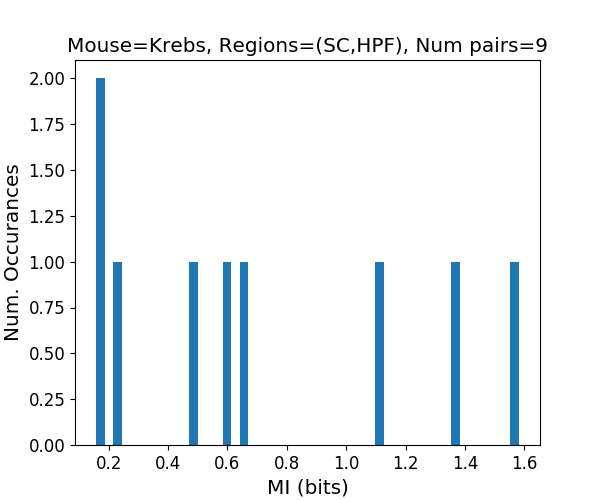 Mouse=Krebs, Regions=(SC,HPF), Num pairs=9
Num. Occurances
2.00
1.75
1.50
1.25
1.00
0.75
0.50
0.25
0.00
0.2 0.4 0.6 0.8 1.0 1.2 1.4 1.6
MI (bits)